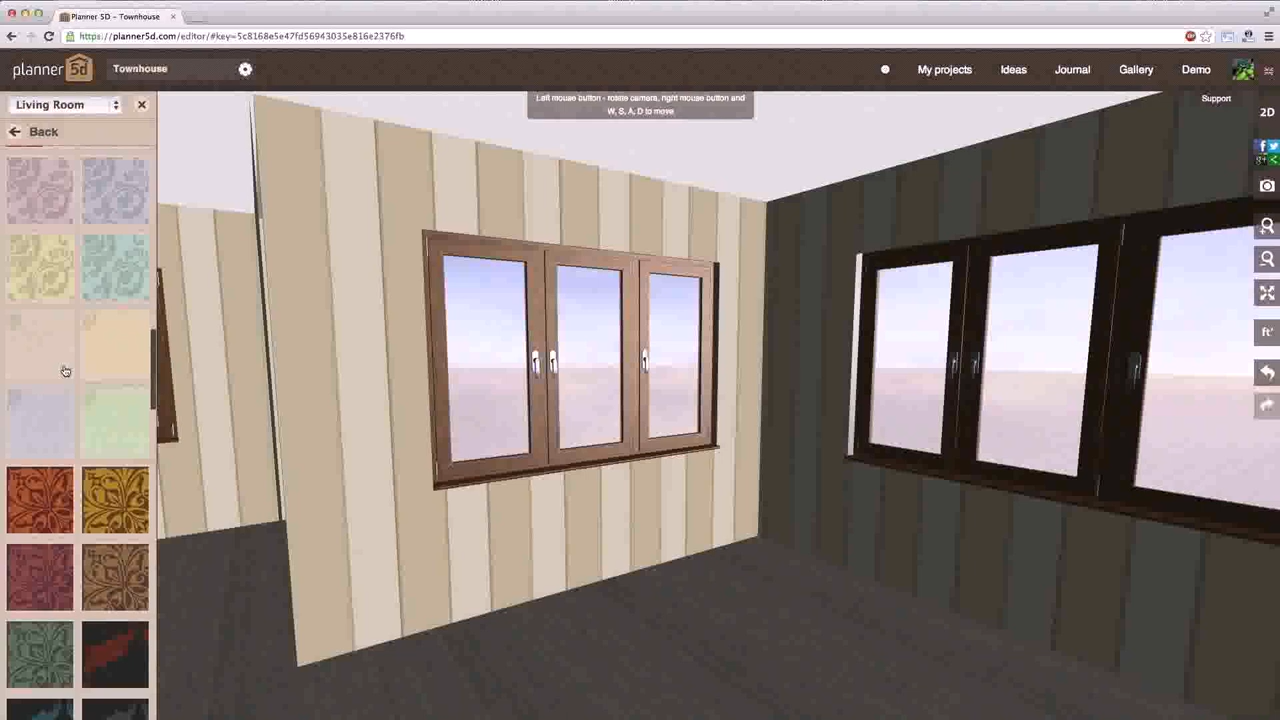 Planner 5D - Townhouse
https://planner5d.com/editor/#key=5c8168e5e47fd56943035e816e2376fb
planner 5d
Townhouse
My projects
Ideas
Journal
Gallery
Demo
Living Room
Left mouse button - rotate camera, right mouse button and
W, S, A, D to move
Support
2D
Back
f
g+
ft'